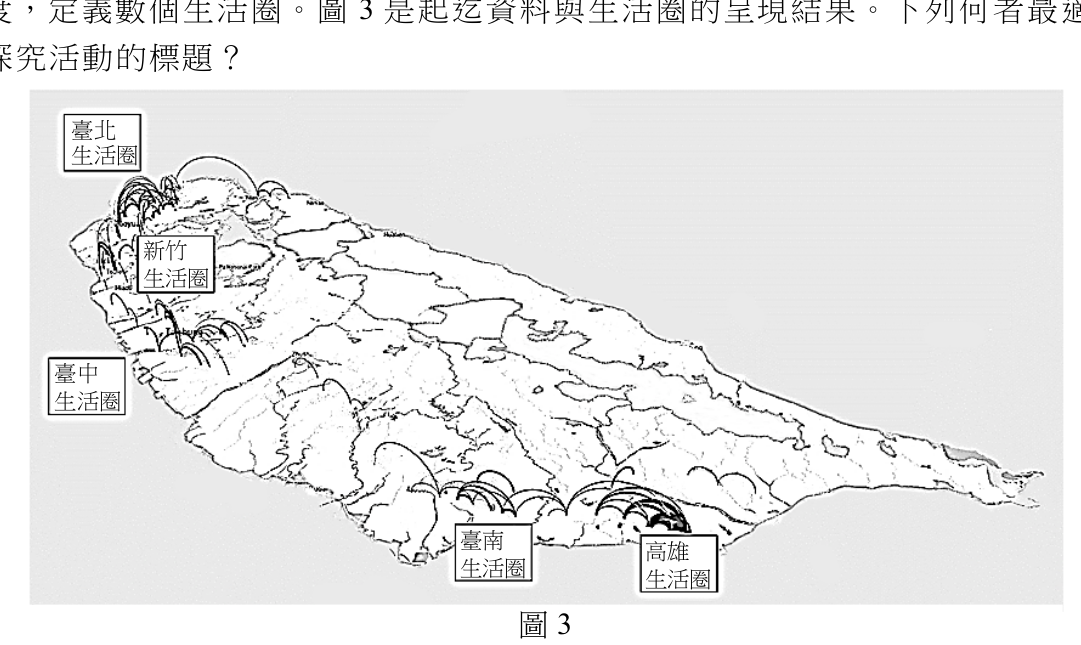 度，定義數個生活圈。圖 3 是起迄資料與生活圈的呈現結果。下列何者最適
探究活動的標題？
臺北
生活圈
新竹
生活圈
臺中
生活圈
臺南
生活圈
高雄
生活圈
圖 3